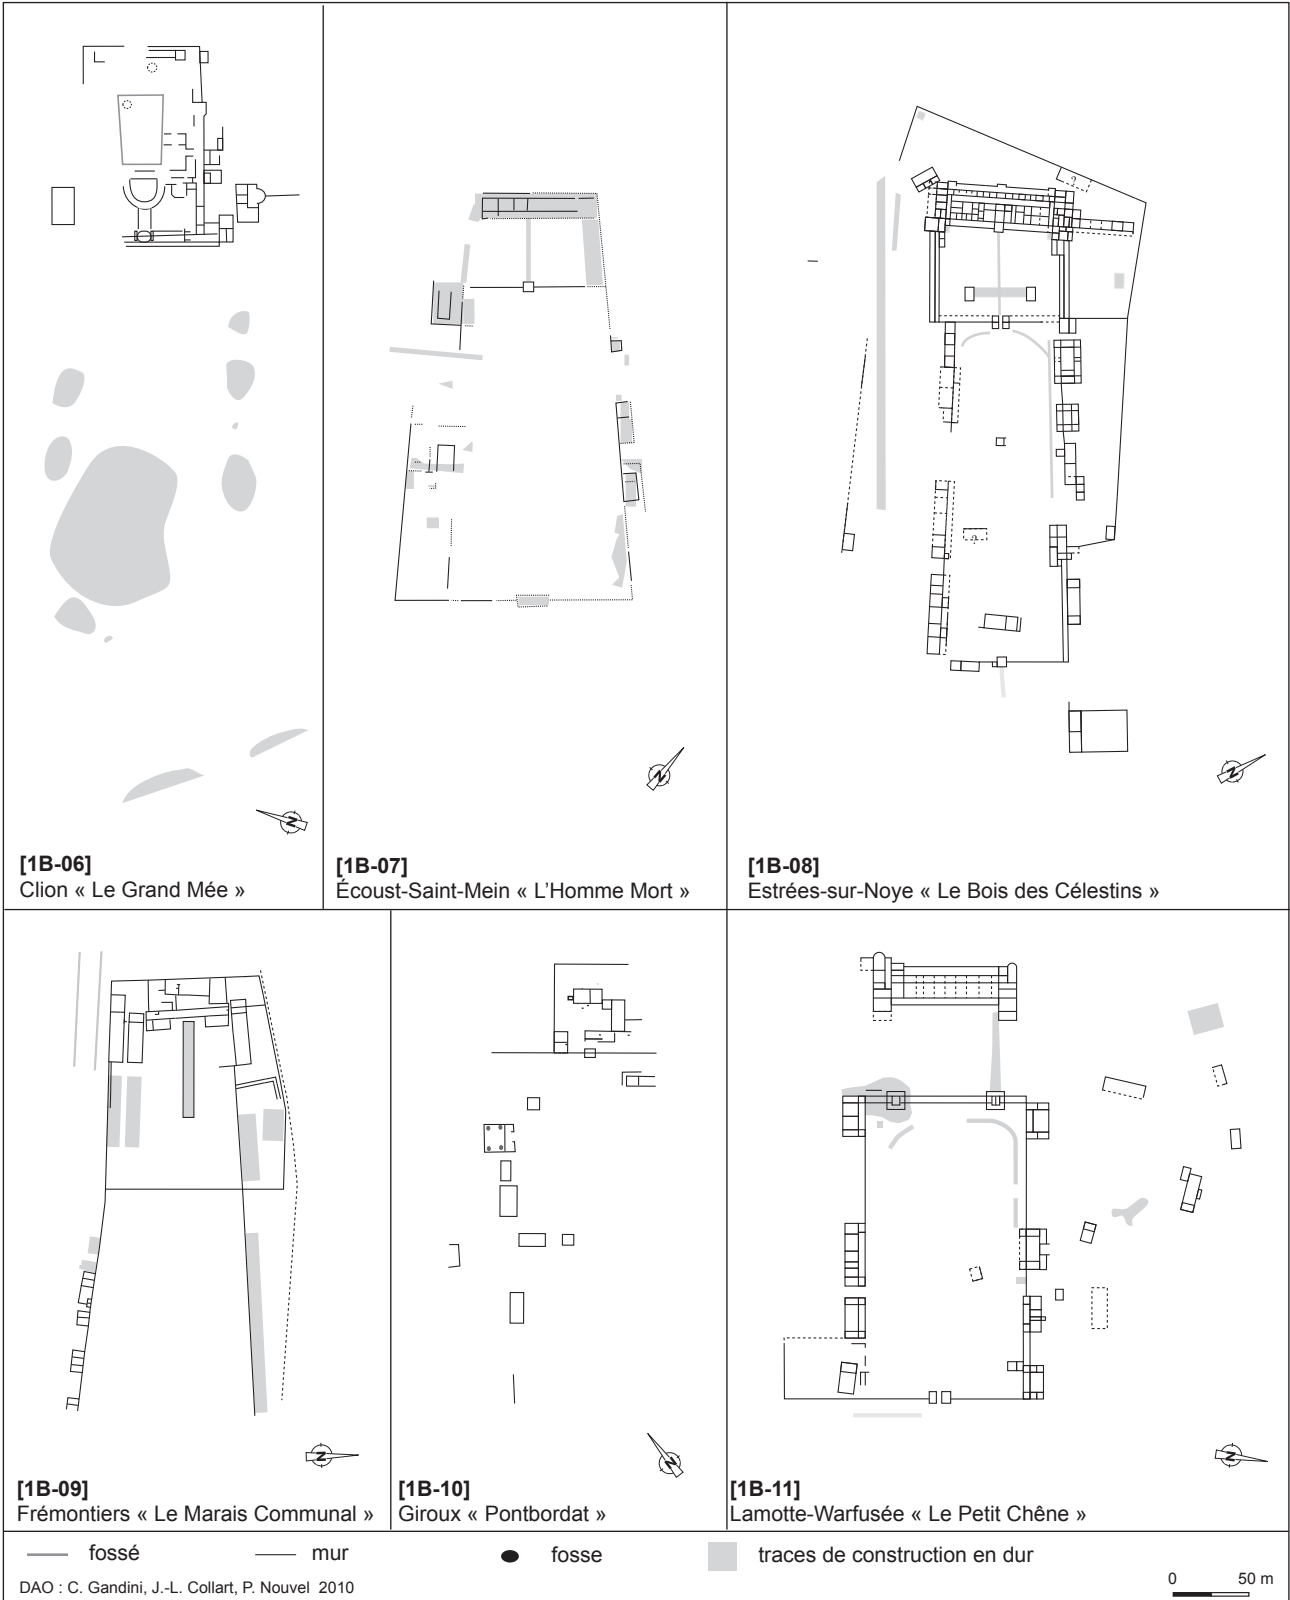 [1B-06]
Clion « Le Grand Mée »
[1B-07]
Écoust-Saint-Mein « L'Homme Mort »
[1B-08]
Estrées-sur-Noye « Le Bois des Célestins »
[1B-09]
Frémontiers « Le Marais Communal »
[1B-10]
Giroux « Pontbordat »
[1B-11]
Lamotte-Warfusée « Le Petit Chêne »
N
N
N
N
N
N
fossé
mur
fosse
traces de construction en dur
DAO : C. Gandini, J.-L. Collart, P. Nouvel 2010
0 50 m